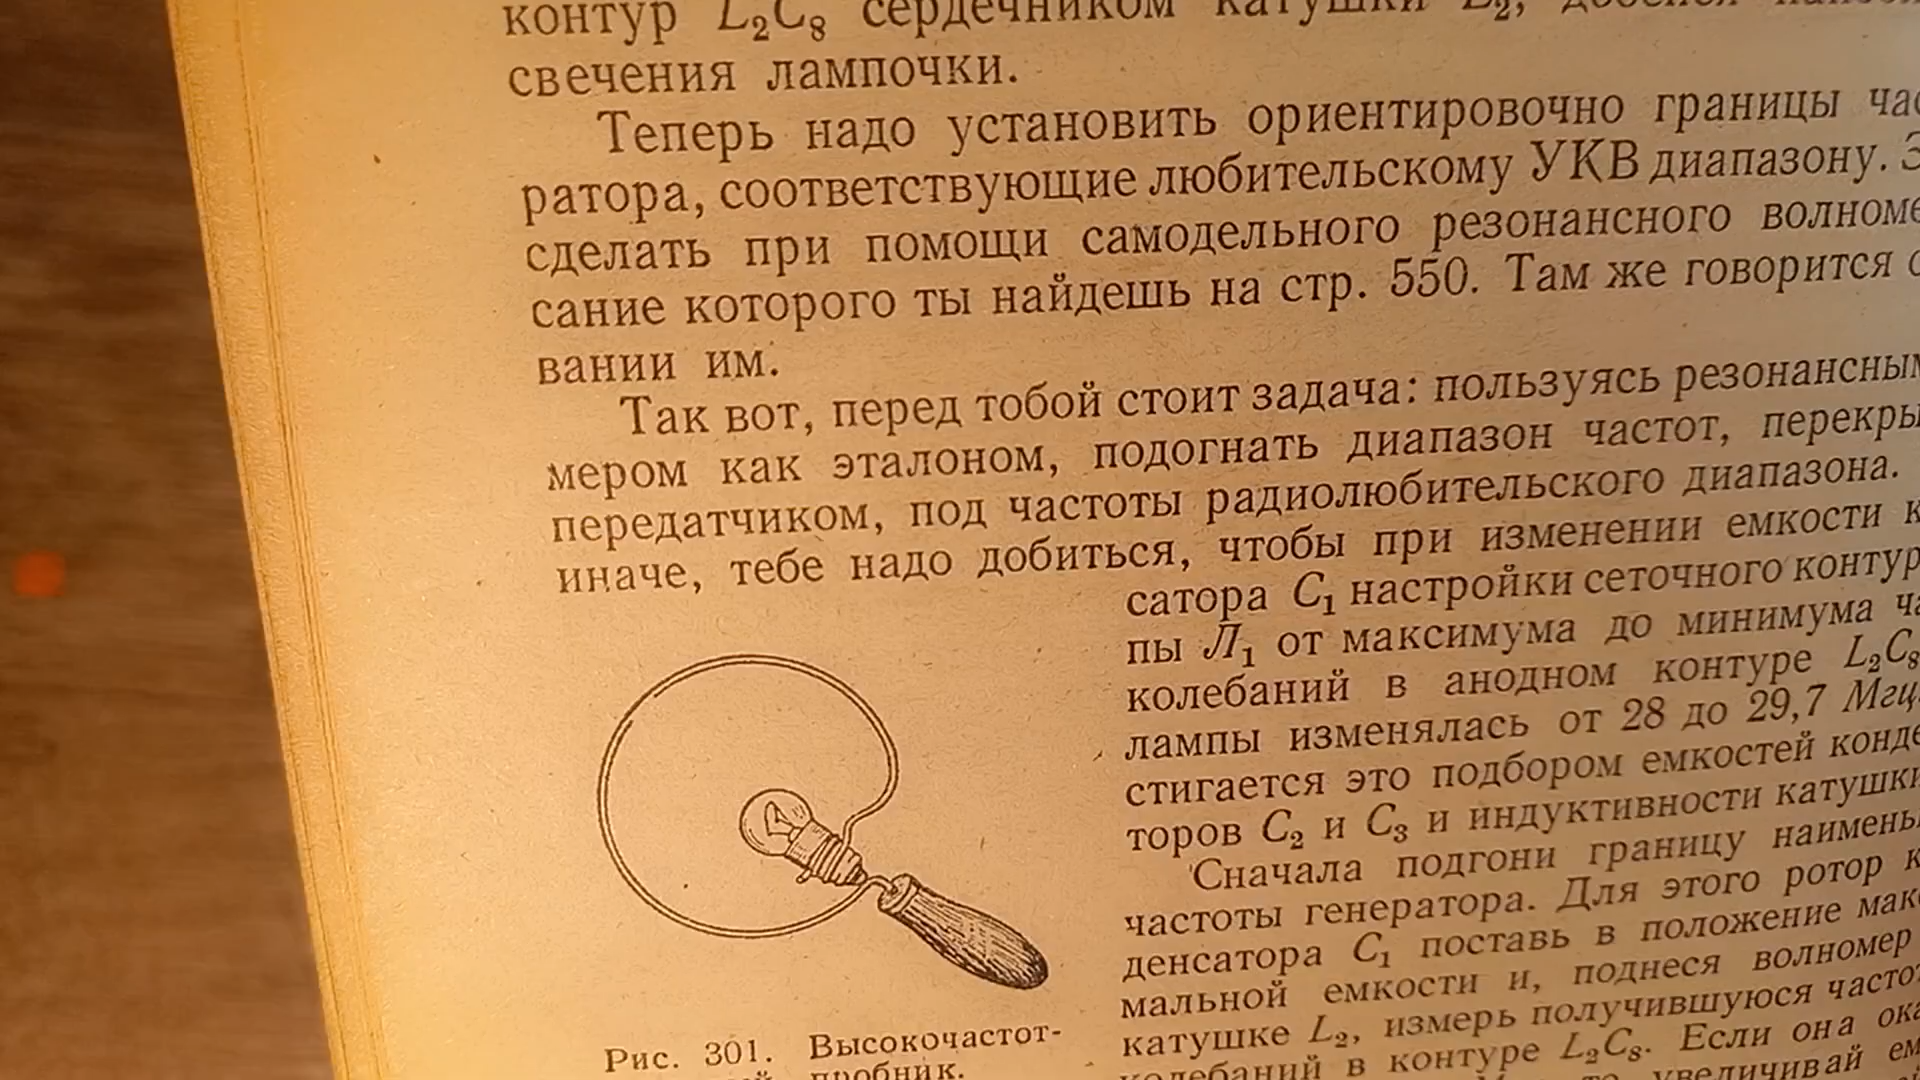 контур L₂C₈ сердечником катушки L₂,
свечения лампочки.
Теперь надо установить ориентировочно границы
ратора, соответствующие любительскому УКВ диапазону.
сделать при помощи самодельного резонансного
сание которого ты найдешь на стр. 550. Там же говорится
вании им.
Так вот, перед тобой стоит задача: пользуясь
мером как эталоном, подогнать диапазон частот,
передатчиком, под частоты радиолюбительского диапазона.
иначе, тебе надо добиться, чтобы при изменении емкости
сатора C₁ настройки сеточного
пы Л₁ от максимума до минимума
колебаний в анодном контуре L₂C₈
лампы изменялась от 28 до 29,7 Мгц.
стигается это подбором емкостей
торов C₂ и C₃ и индуктивности катушки
Сначала подгони границу
частоты генератора. Для этого ротор
денсатора C₁ поставь в положение
мальной емкости и, поднеся волномер
катушке L₂, измерь получившуюся
колебаний в контуре L₂C₈. Если она
увеличивай
Рис. 301. Высокочастот-
пробник.